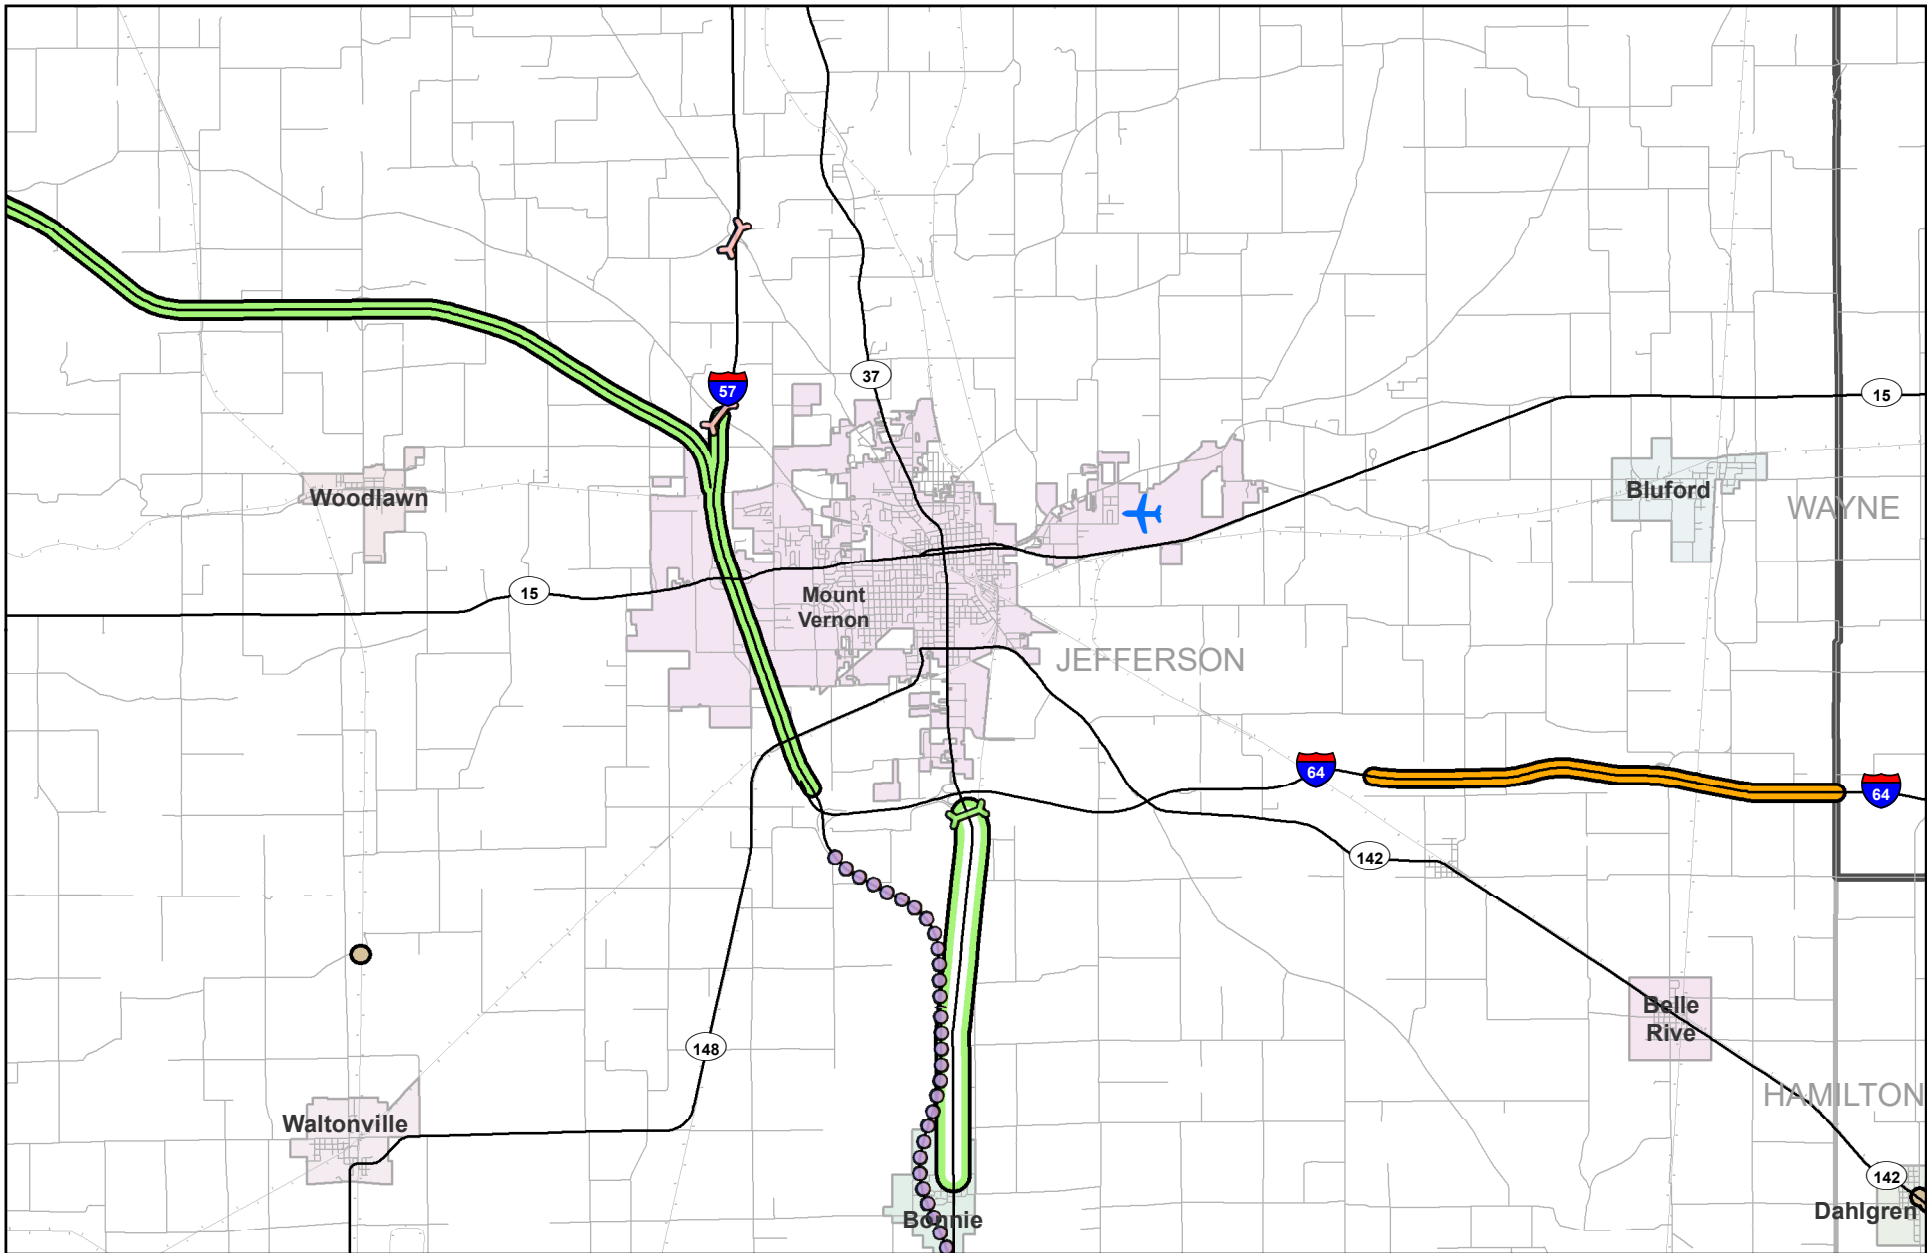 57
37
15
Woodlawn
Bluford
WAYNE
15
Mount
Vernon
JEFFERSON
64
64
142
Belle
Rive
148
HAMILTON
Waltonville
142
Dahlgren
Bonnie